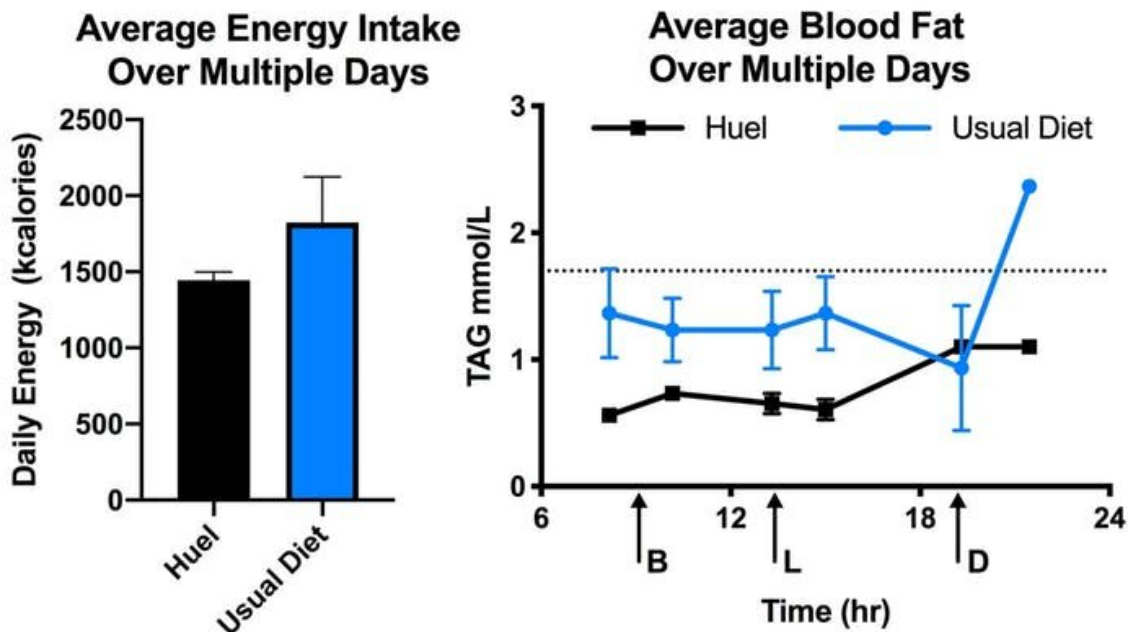 Average Energy Intake
Over Multiple Days
Daily Energy (kcalories)
2500
2000
1500
1000
500
0
Huel
Usual Diet
Average Blood Fat
Over Multiple Days
Huel
Usual Diet
TAG mmol/L
3
2
1
0
6
12
18
24
B
L
D
Time (hr)